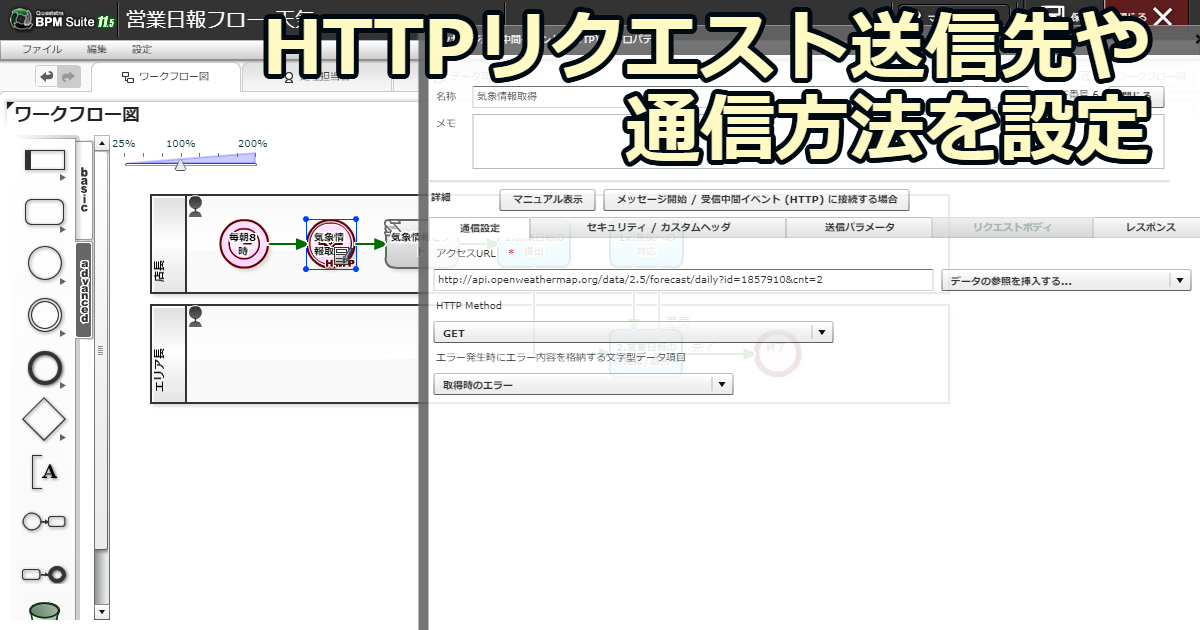 HTTPリクエスト送信先や
通信方法を設定
Questetra
BPM Suite 11.5
営業日報フロー 天気
ファイル 編集 設定
ワークフロー図
ワークフロー図
25% 100% 200%
basic
advanced
A
店長
毎朝8
時
気象情
報取
HTTP
気象情報
エリア長
名称 気象情報取得
メモ
詳細 マニュアル表示 メッセージ開始 / 受信中間イベント (HTTP) に接続する場合
通信設定 セキュリティ / カスタムヘッダ 送信パラメータ リクエストボディ レスポンス
アクセスURL *
http://api.openweathermap.org/data/2.5/forecast/daily?id=1857910&cnt=2 データの参照を挿入する...
HTTP Method
GET
エラー発生時にエラー内容を格納する文字型データ項目
取得時のエラー
完了
終了